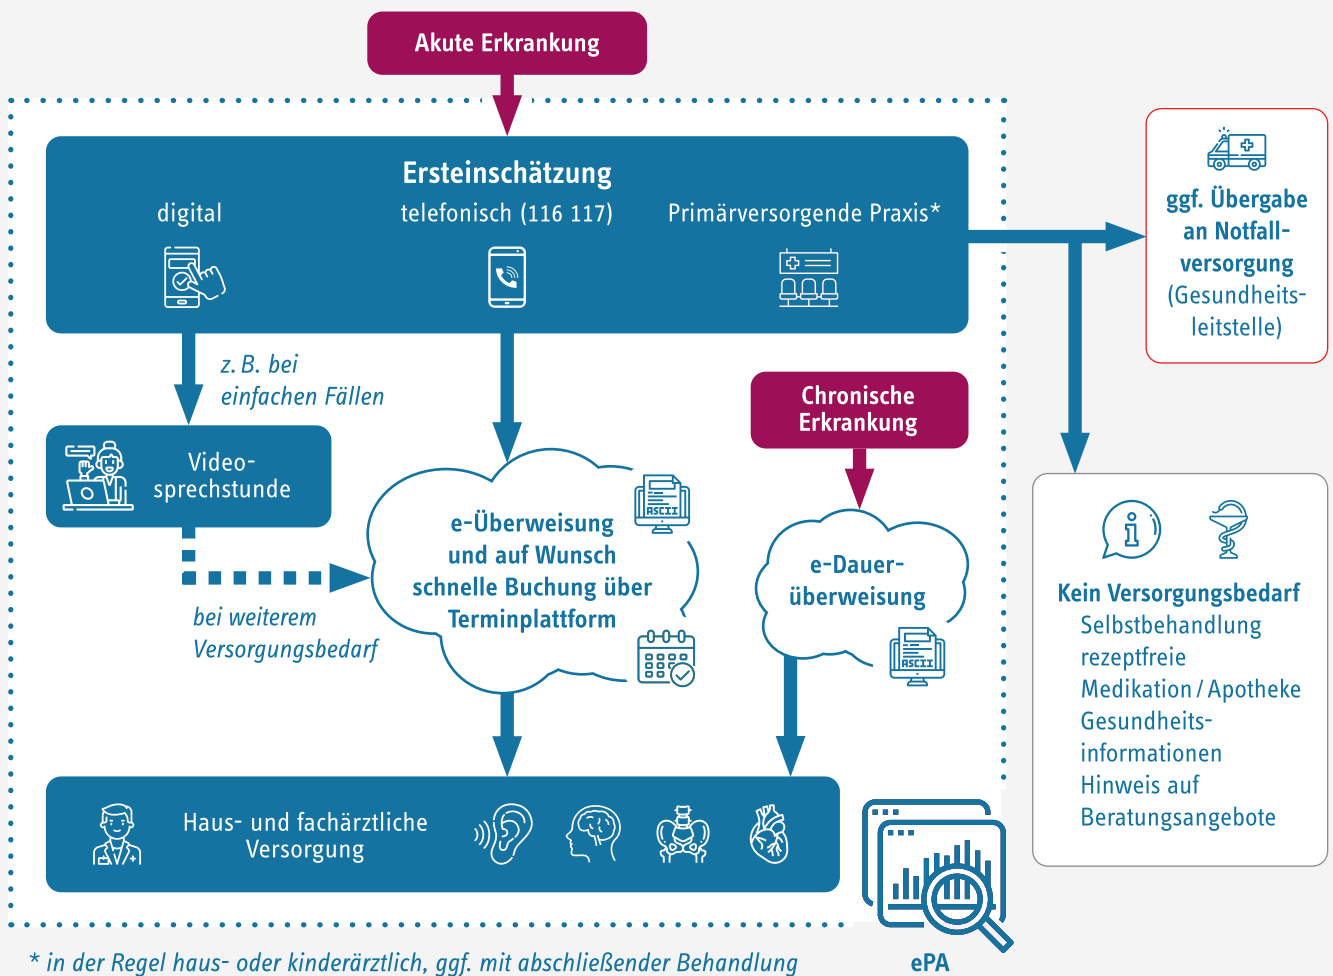 Akute Erkrankung
Ersteinschätzung
digital
telefonisch (116 117)
Primärversorgende Praxis*
ggf. Übergabe
an Notfall-
versorgung
(Gesundheits-
leitstelle)
z. B. bei
einfachen Fällen
Chronische
Erkrankung
Video-
sprechstunde
e-Überweisung
und auf Wunsch
schnelle Buchung über
Terminplattform
ASCII
e-Dauer-
überweisung
ASCII
bei weiterem
Versorgungsbedarf
Kein Versorgungsbedarf
Selbstbehandlung
rezeptfreie
Medikation / Apotheke
Gesundheits-
informationen
Hinweis auf
Beratungsangebote
Haus- und fachärztliche
Versorgung
* in der Regel haus- oder kinderärztlich, ggf. mit abschließender Behandlung
ePA